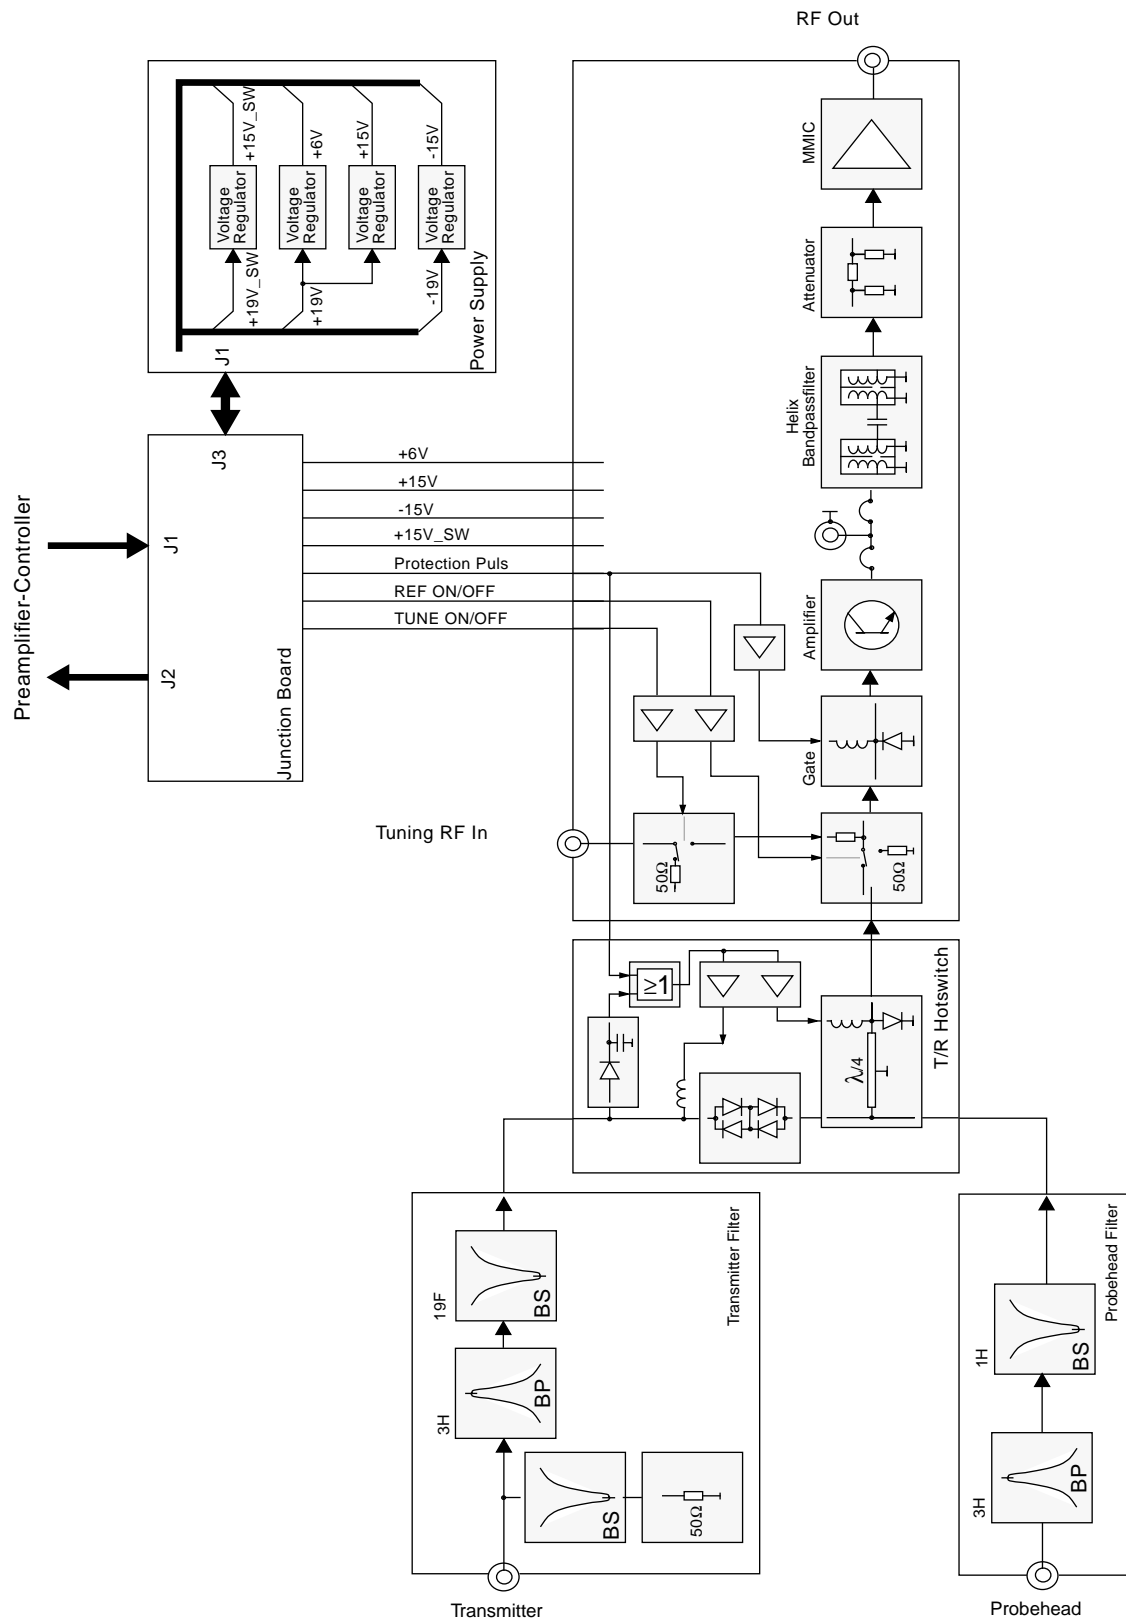 RF Out
+15V_SW
+6V
+15V
-15V
Voltage
Regulator
Voltage
Regulator
Voltage
Regulator
Voltage
Regulator
+19V_SW
+19V
-19V
J1
Power Supply
MMIC
Attenuator
Helix
Bandpassfilter
Preamplifier-Controller
J3
J1
J2
Junction Board
+6V
+15V
-15V
+15V_SW
Protection Puls
REF ON/OFF
TUNE ON/OFF
Amplifier
Gate
Tuning RF In
50Ω
50Ω
≥1
λ/4
T/R Hotswitch
19F
BS
3H
BP
BS
50Ω
Transmitter Filter
Transmitter
1H
BS
3H
BP
Probehead Filter
Probehead